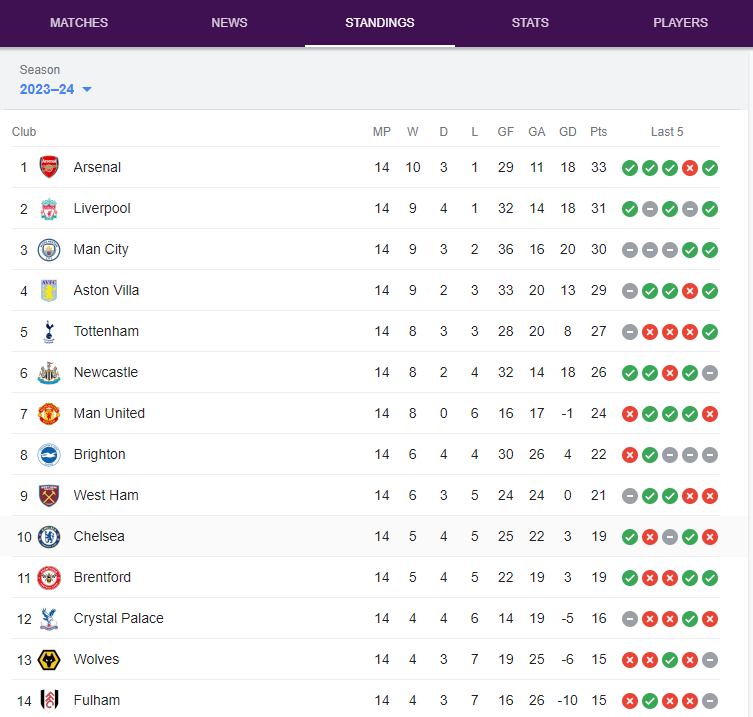 MATCHES NEWS STANDINGS STATS PLAYERS
Season
2023–24
Club MP W D L GF GA GD Pts Last 5
1 Arsenal 14 10 3 1 29 11 18 33
2 Liverpool 14 9 4 1 32 14 18 31
3 Man City 14 9 3 2 36 16 20 30
4 Aston Villa 14 9 2 3 33 20 13 29
5 Tottenham 14 8 3 3 28 20 8 27
6 Newcastle 14 8 2 4 32 14 18 26
7 Man United 14 8 0 6 16 17 -1 24
8 Brighton 14 6 4 4 30 26 4 22
9 West Ham 14 6 3 5 24 24 0 21
10 Chelsea 14 5 4 5 25 22 3 19
11 Brentford 14 5 4 5 22 19 3 19
12 Crystal Palace 14 4 4 6 14 19 -5 16
13 Wolves 14 4 3 7 19 25 -6 15
14 Fulham 14 4 3 7 16 26 -10 15